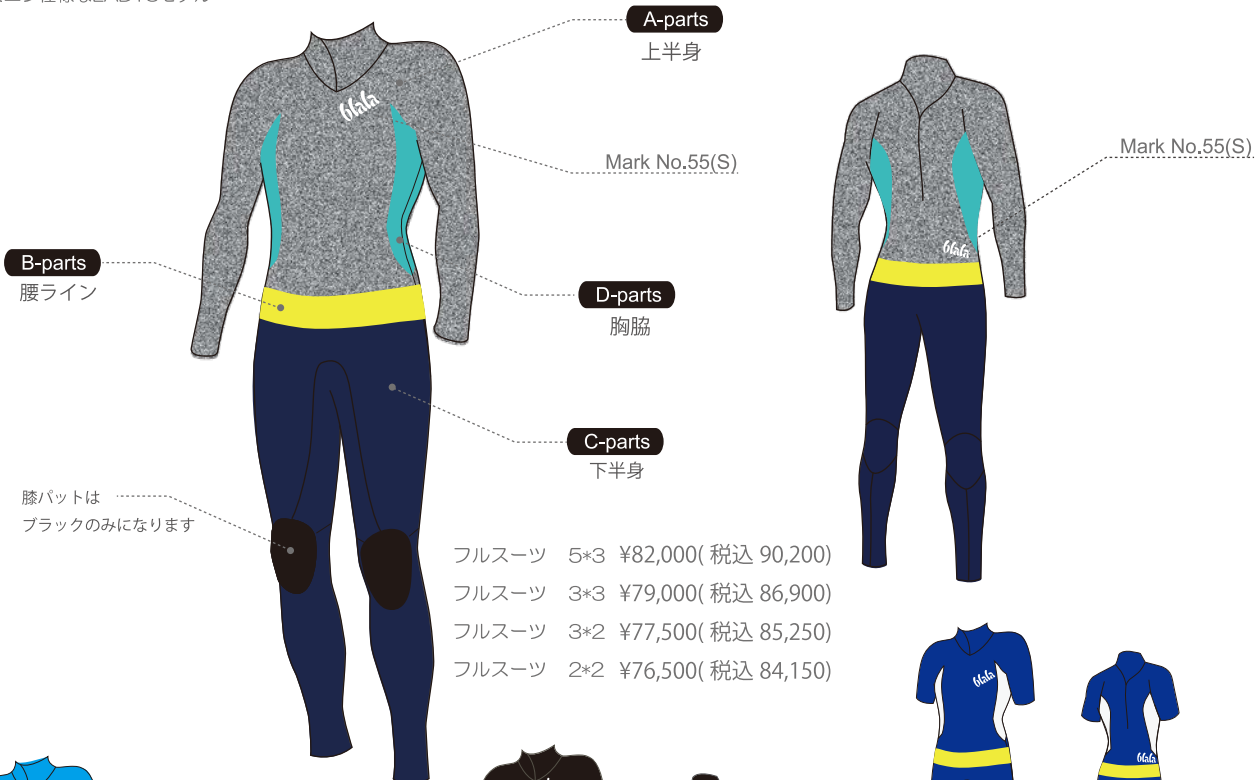 A-parts
上半身
blala
Mark No.55(S)
Mark No.55(S)
B-parts
腰ライン
blala
D-parts
胸脇
C-parts
下半身
膝パットは
ブラックのみになります
フルスーツ 5*3 ¥82,000( 税込 90,200)
フルスーツ 3*3 ¥79,000( 税込 86,900)
フルスーツ 3*2 ¥77,500( 税込 85,250)
フルスーツ 2*2 ¥76,500( 税込 84,150)
blala
blala